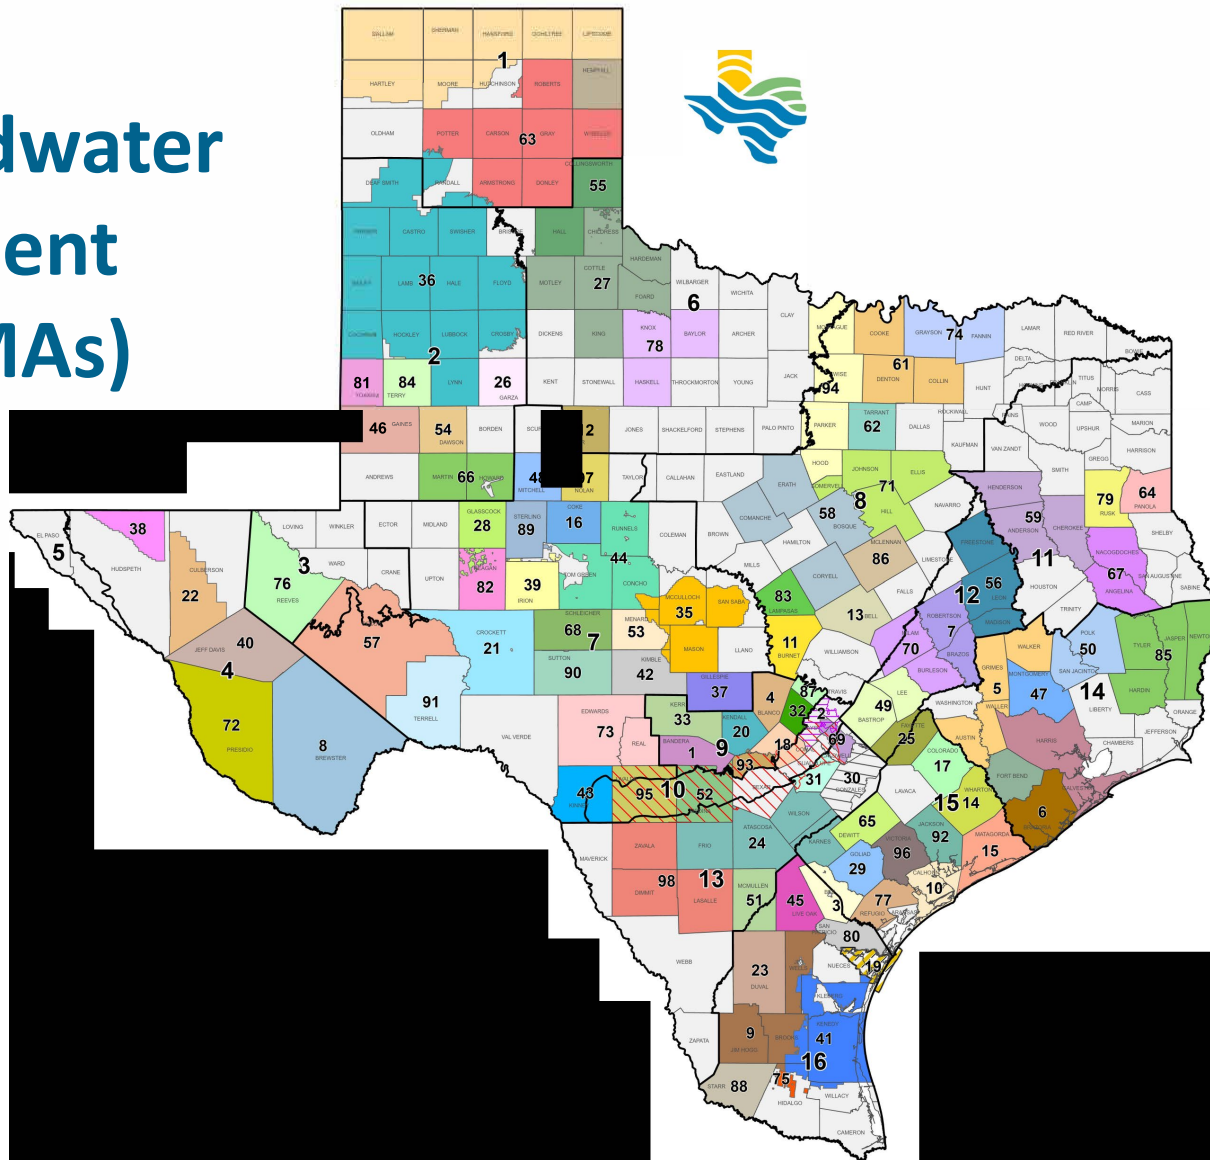 dwater
ent
MAs)
DALLAM SHERMAN HANSFORD OCHILTREE LIPSCOMB
1
HARTLEY MOORE HUTCHINSON ROBERTS HEMPHILL
OLDHAM POTTER CARSON 63 GRAY WHEELER
DEAF SMITH RANDALL ARMSTRONG DONLEY COLLINGSWORTH 55
PARMER CASTRO SWISHER HALL CHILDRESS
HARDEMAN
36 LAMB HALE FLOYD MOTLEY COTTLE 27 FOARD WILBARGER 6 WICHITA CLAY
COCHRAN HOCKLEY LUBBOCK CROSBY DICKENS KING KNOX 78 BAYLOR ARCHER MONTAGUE COOKE GRAYSON 74 FANNIN LAMAR RED RIVER BOWIE
2
81 84 TERRY LYNN 26 GARZA KENT STONEWALL HASKELL THROCKMORTON YOUNG JACK WISE 94 DENTON 61 COLLIN HUNT DELTA TITUS MORRIS CASS
46 GAINES 54 DAWSON BORDEN SCU 2 JONES SHACKELFORD STEPHENS PALO PINTO PARKER TARRANT 62 DALLAS ROCKWALL KAUFMAN RAINS WOOD CAMP UPSHUR MARION
VAN ZANDT GREGG HARRISON
ANDREWS MARTIN 66 HOWARD 48 MITCHELL 97 NOLAN TAYLOR CALLAHAN EASTLAND ERATH HOOD SOMERVELL JOHNSON ELLIS 71 HILL 8 NAVARRO HENDERSON SMITH 79 RUSK 64 PANOLA
EL PASO 5 38 HUDSPETH CULBERSON 22 LOVING WINKLER ECTOR MIDLAND GLASSCOCK 28 STERLING 89 COKE 16 RUNNELS COLEMAN BROWN COMANCHE 58 BOSQUE HAMILTON MCLENNAN 86 LIMESTONE FREESTONE 59 ANDERSON CHEROKEE SHELBY
3 WARD CRANE UPTON REAGAN 82 39 IRION TOM GREEN 44 CONCHO MILLS CORYELL FALLS 56 LEON 11 HOUSTON NACOGDOCHES 67 ANGELINA SAN AUGUSTINE SABINE
76 REEVES MCCULLOCH 35 SAN SABA 83 LAMPASAS 13 BELL 12 ROBERTSON 7 MADISON TRINITY
40 JEFF DAVIS 4 57 CROCKETT 21 SCHLEICHER 68 7 MENARD 53 MASON LLANO 11 BURNET WILLIAMSON MILAM 70 BRAZOS WALKER POLK 50 TYLER JASPER NEWTON 85
SUTTON 90 KIMBLE 42 GILLESPIE 37 BURLESON GRIMES 5 MONTGOMERY 47 SAN JACINTO 14 LIBERTY HARDIN
72 PRESIDIO 8 BREWSTER 91 TERRELL VAL VERDE EDWARDS 73 REAL KERR 33 4 BLANCO 87 TRAVIS 32 2 LEE 49 BASTROP WASHINGTON WALLER ORANGE JEFFERSON
BANDERA 1 9 KENDALL 20 18 69 FAYETTE 25 AUSTIN HARRIS CHAMBERS
43 KINNEY 95 10 52 93 BEXAR GUADALUPE 31 30 GONZALES COLORADO 17 FORT BEND GALVESTON
LAVACA 15 WHARTON 14 6 BRAZORIA
MAVERICK ZAVALA FRIO ATASCOSA 24 WILSON KARNES 65 DEWITT JACKSON 92 MATAGORDA 15
VICTORIA 96 GOLIAD 29 CALHOUN 10
98 DIMMIT 13 LASALLE MCMULLEN 51 45 LIVE OAK 3 77 REFUGIO ARANSAS
WEBB 23 DUVAL SAN PATRICIO 80 NUECES 19
KLEBERG
ZAPATA 9 JIM HOGG BROOKS KENEDY 41
16
STARR 88 75 HIDALGO WILLACY
CAMERON